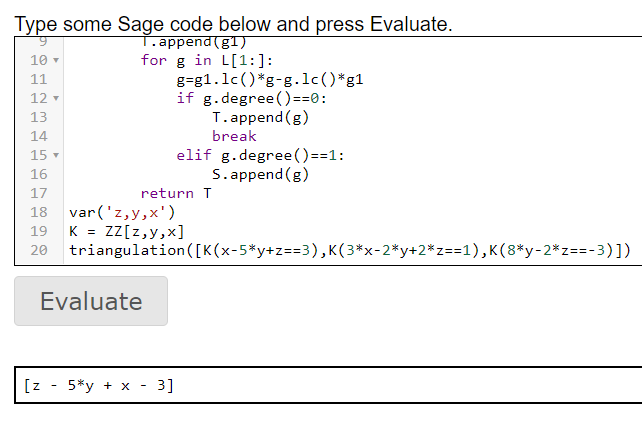 Type some Sage code below and press Evaluate.
9 T.append(g1)
10 for g in L[1:]:
11 g=g1.lc()*g-g.lc()*g1
12 if g.degree()==0:
13 T.append(g)
14 break
15 elif g.degree()==1:
16 S.append(g)
17 return T
18 var('z,y,x')
19 K = ZZ[z,y,x]
20 triangulation([K(x-5*y+z==3),K(3*x-2*y+2*z==1),K(8*y-2*z==-3)])
Evaluate
[z - 5*y + x - 3]